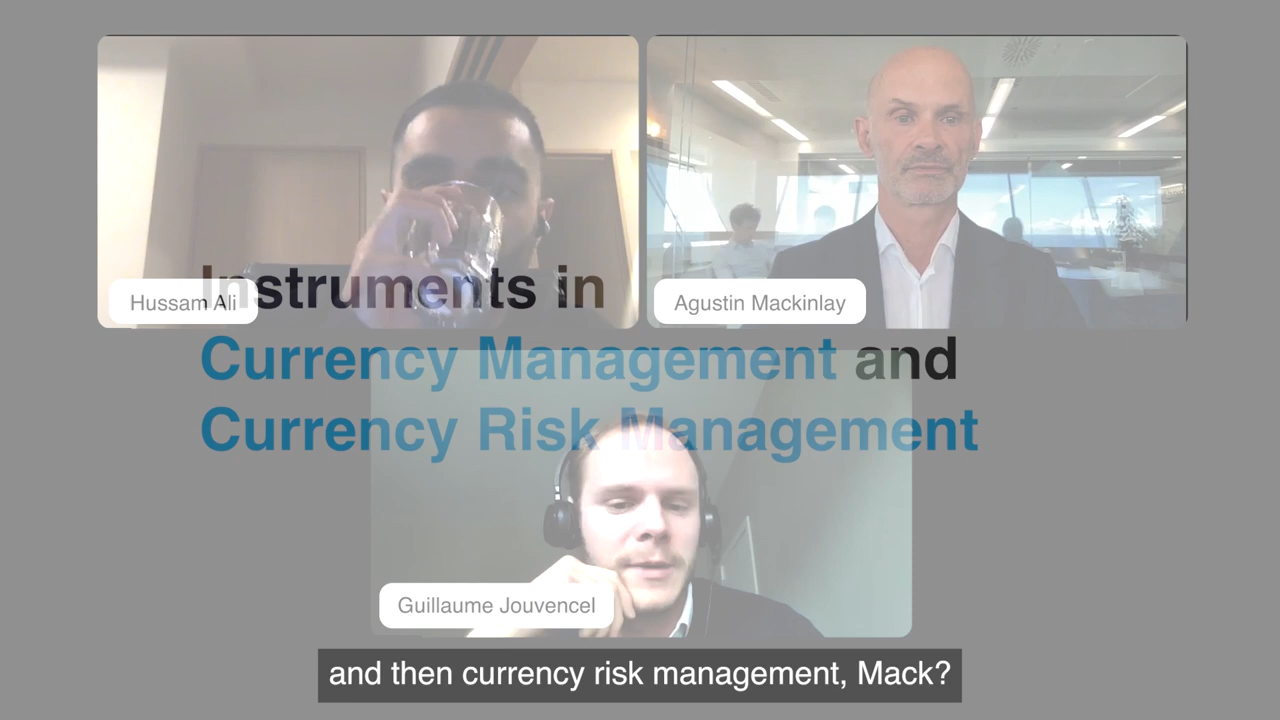 Hussam Ali
Agustin Mackinlay
Instruments in
Currency Management and
Currency Risk Management
Guillaume Jouvencel
and then currency risk management, Mack?